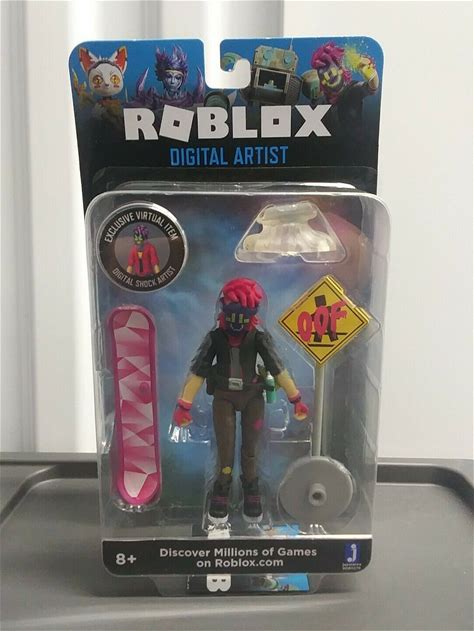 ROBLOX
DIGITAL ARTIST
EXCLUSIVE VIRTUAL ITEM
DIGITAL SHOCK ARTIST
OOF
8+
Discover Millions of Games
on Roblox.com